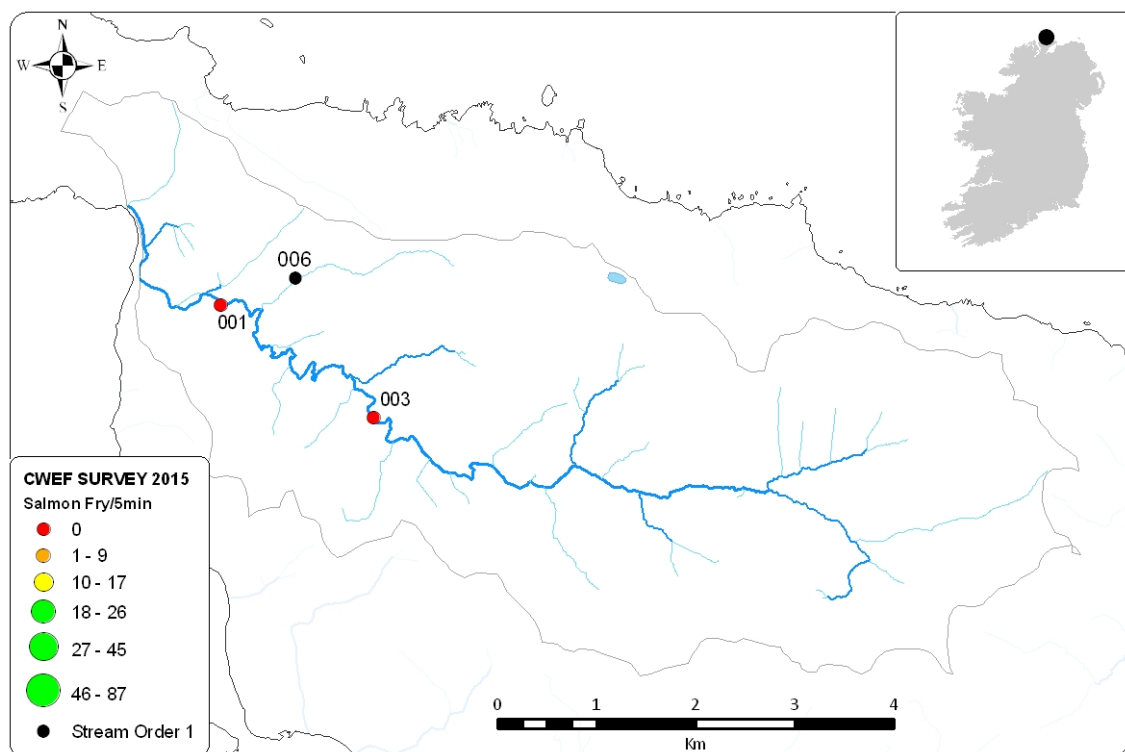 N
W E
S
006
001
003
CWEF SURVEY 2015
Salmon Fry/5min
0
1 - 9
10 - 17
18 - 26
27 - 45
46 - 87
Stream Order 1
0 1 2 3 4
Km